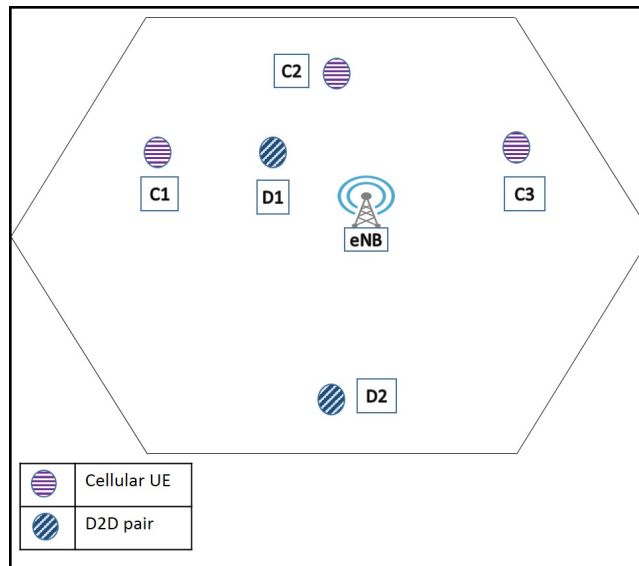 C2
C1
D1
C3
eNB
D2
Cellular UE
D2D pair